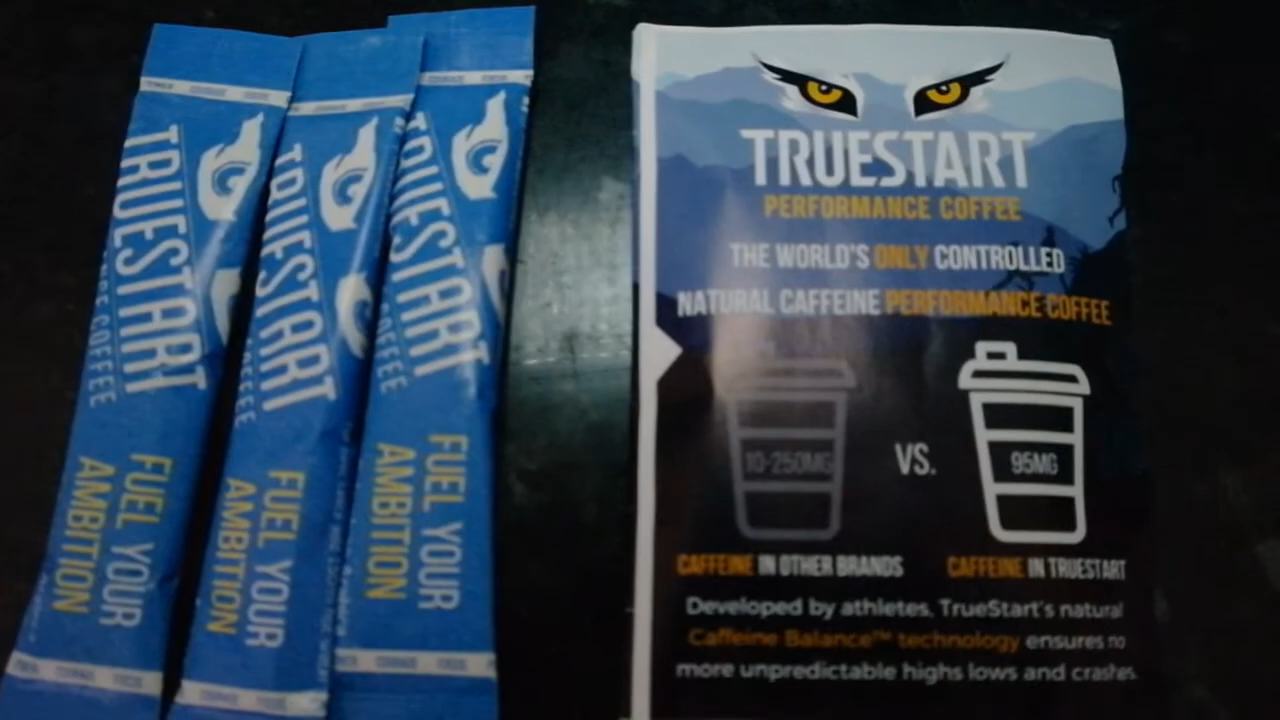 TRUESTART
COFFEE
FUEL YOUR
AMBITION
TRUESTART
COFFEE
FUEL YOUR
AMBITION
TRUESTART
COFFEE
FUEL YOUR
AMBITION
TRUESTART
PERFORMANCE COFFEE
THE WORLD'S ONLY CONTROLLED
NATURAL CAFFEINE PERFORMANCE COFFEE
10-250MG
VS.
95MG
CAFFEINE IN OTHER BRANDS
CAFFEINE IN TRUESTART
Developed by athletes, TrueStart's natural
Caffeine Balance™ technology ensures no
more unpredictable highs lows and crashes.